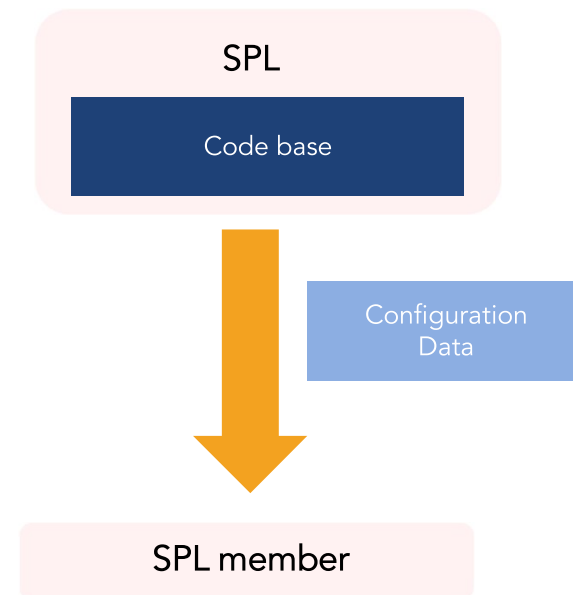 SPL
Code base
Configuration
Data
SPL member